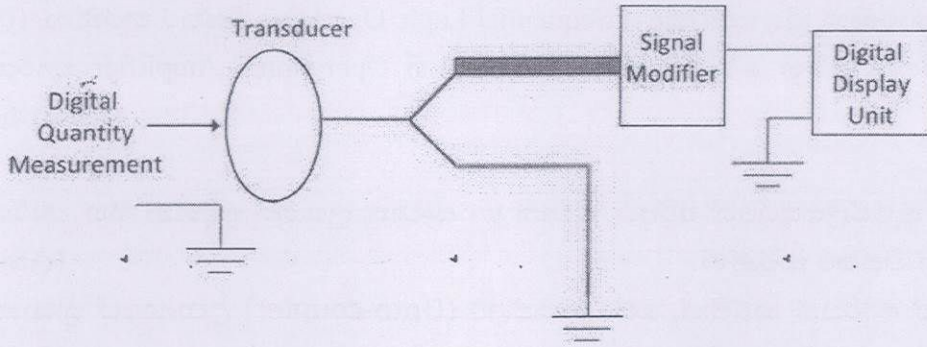 Transducer
Digital
Quantity
Measurement
Signal
Modifier
Digital
Display
Unit